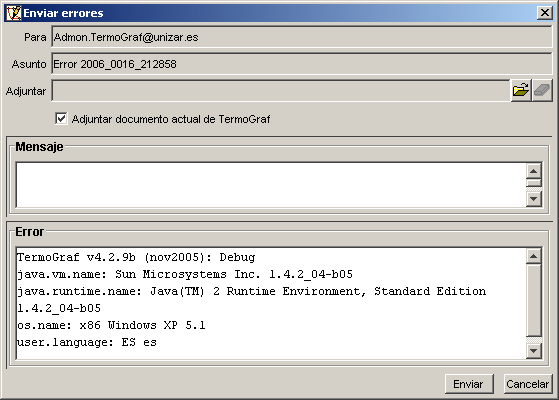 Enviar errores
Para Admon.TermoGraf@unizar.es
Asunto Error 2006_0016_212858
Adjuntar
Adjuntar documento actual de TermoGraf
Mensaje
Error
TermoGraf v4.2.9b (nov2005): Debug
java.vm.name: Sun Microsystems Inc. 1.4.2_04-b05
java.runtime.name: Java(TM) 2 Runtime Environment, Standard Edition
1.4.2_04-b05
os.name: x86 Windows XP 5.1
user.language: ES es
Enviar Cancelar